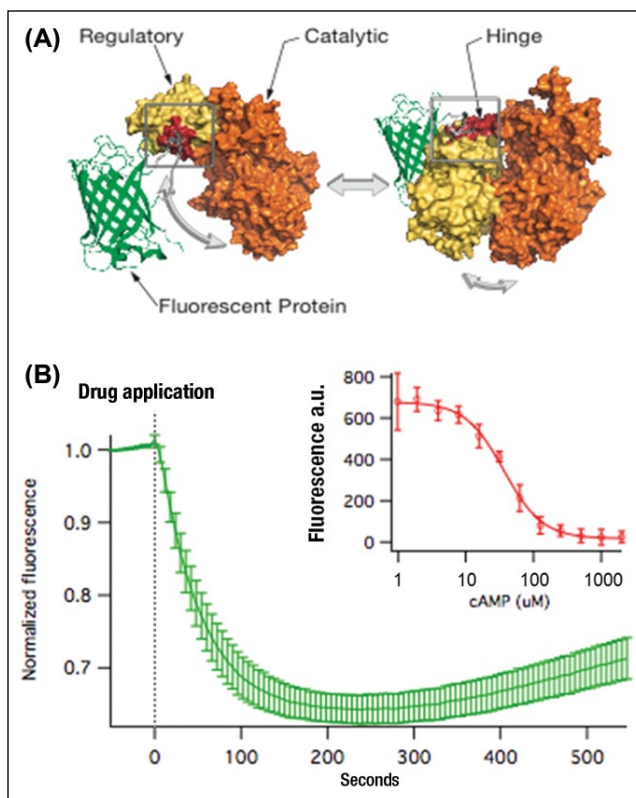 (A)
Regulatory
Catalytic
Hinge
Fluorescent Protein
(B)
Drug application
Normalized fluorescence
1.0
0.9
0.8
0.7
0
100
200
300
400
500
Seconds
Fluorescence a.u.
800
600
400
200
0
1
10
100
1000
cAMP (uM)